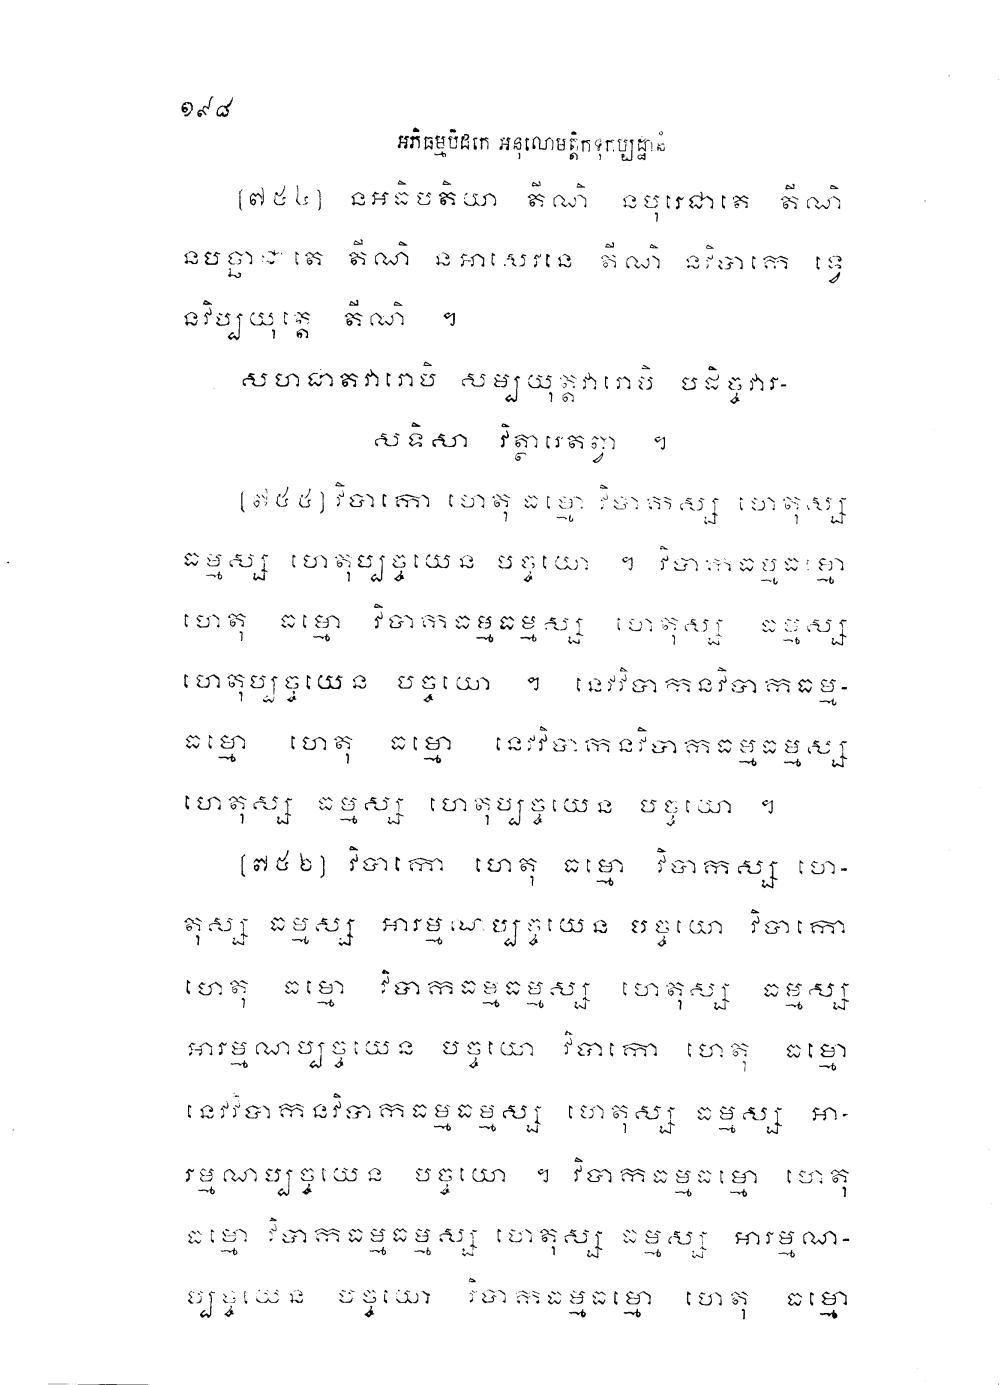 ១៩៨
អភិធម្មបិដកេ អនុលោមត្តិកទុកប្បដ្ឋានំ
[៧៥៤] នអធិបតិយា តីណិ នបុរេជាតេ តីណិ
នបច្ឆាជាតេ តីណិ នអាសេវនេ តីណិ នវិបាកេ ទ្វេ
នវិប្បយុត្តេ តីណិ ។
សហជាតវារោបិ សម្បយុត្តវារោបិ បដិច្ចវារ-
សទិសា វិត្ថារេតព្វា ។
[៧៥៥] វិបាកោ ហេតុ ធម្មោ វិបាកស្ស ហេតុស្ស
ធម្មស្ស ហេតុប្បច្ចយេន បច្ចយោ ។ វិបាកធម្មធម្មោ
ហេតុ ធម្មោ វិបាកធម្មធម្មស្ស ហេតុស្ស ធម្មស្ស
ហេតុប្បច្ចយេន បច្ចយោ ។ នេវវិបាកនវិបាកធម្ម-
ធម្មោ ហេតុ ធម្មោ នេវវិបាកនវិបាកធម្មធម្មស្ស
ហេតុស្ស ធម្មស្ស ហេតុប្បច្ចយេន បច្ចយោ ។
[៧៥៦] វិបាកោ ហេតុ ធម្មោ វិបាកស្ស ហេ-
តុស្ស ធម្មស្ស អារម្មណប្បច្ចយេន បច្ចយោ វិបាកោ
ហេតុ ធម្មោ វិបាកធម្មធម្មស្ស ហេតុស្ស ធម្មស្ស
អារម្មណប្បច្ចយេន បច្ចយោ វិបាកោ ហេតុ ធម្មោ
នេវវិបាកនវិបាកធម្មធម្មស្ស ហេតុស្ស ធម្មស្ស អា-
រម្មណប្បច្ចយេន បច្ចយោ ។ វិបាកធម្មធម្មោ ហេតុ
ធម្មោ វិបាកធម្មធម្មស្ស ហេតុស្ស ធម្មស្ស អារម្មណ-
ប្បច្ចយេន បច្ចយោ វិបាកធម្មធម្មោ ហេតុ ធម្មោ